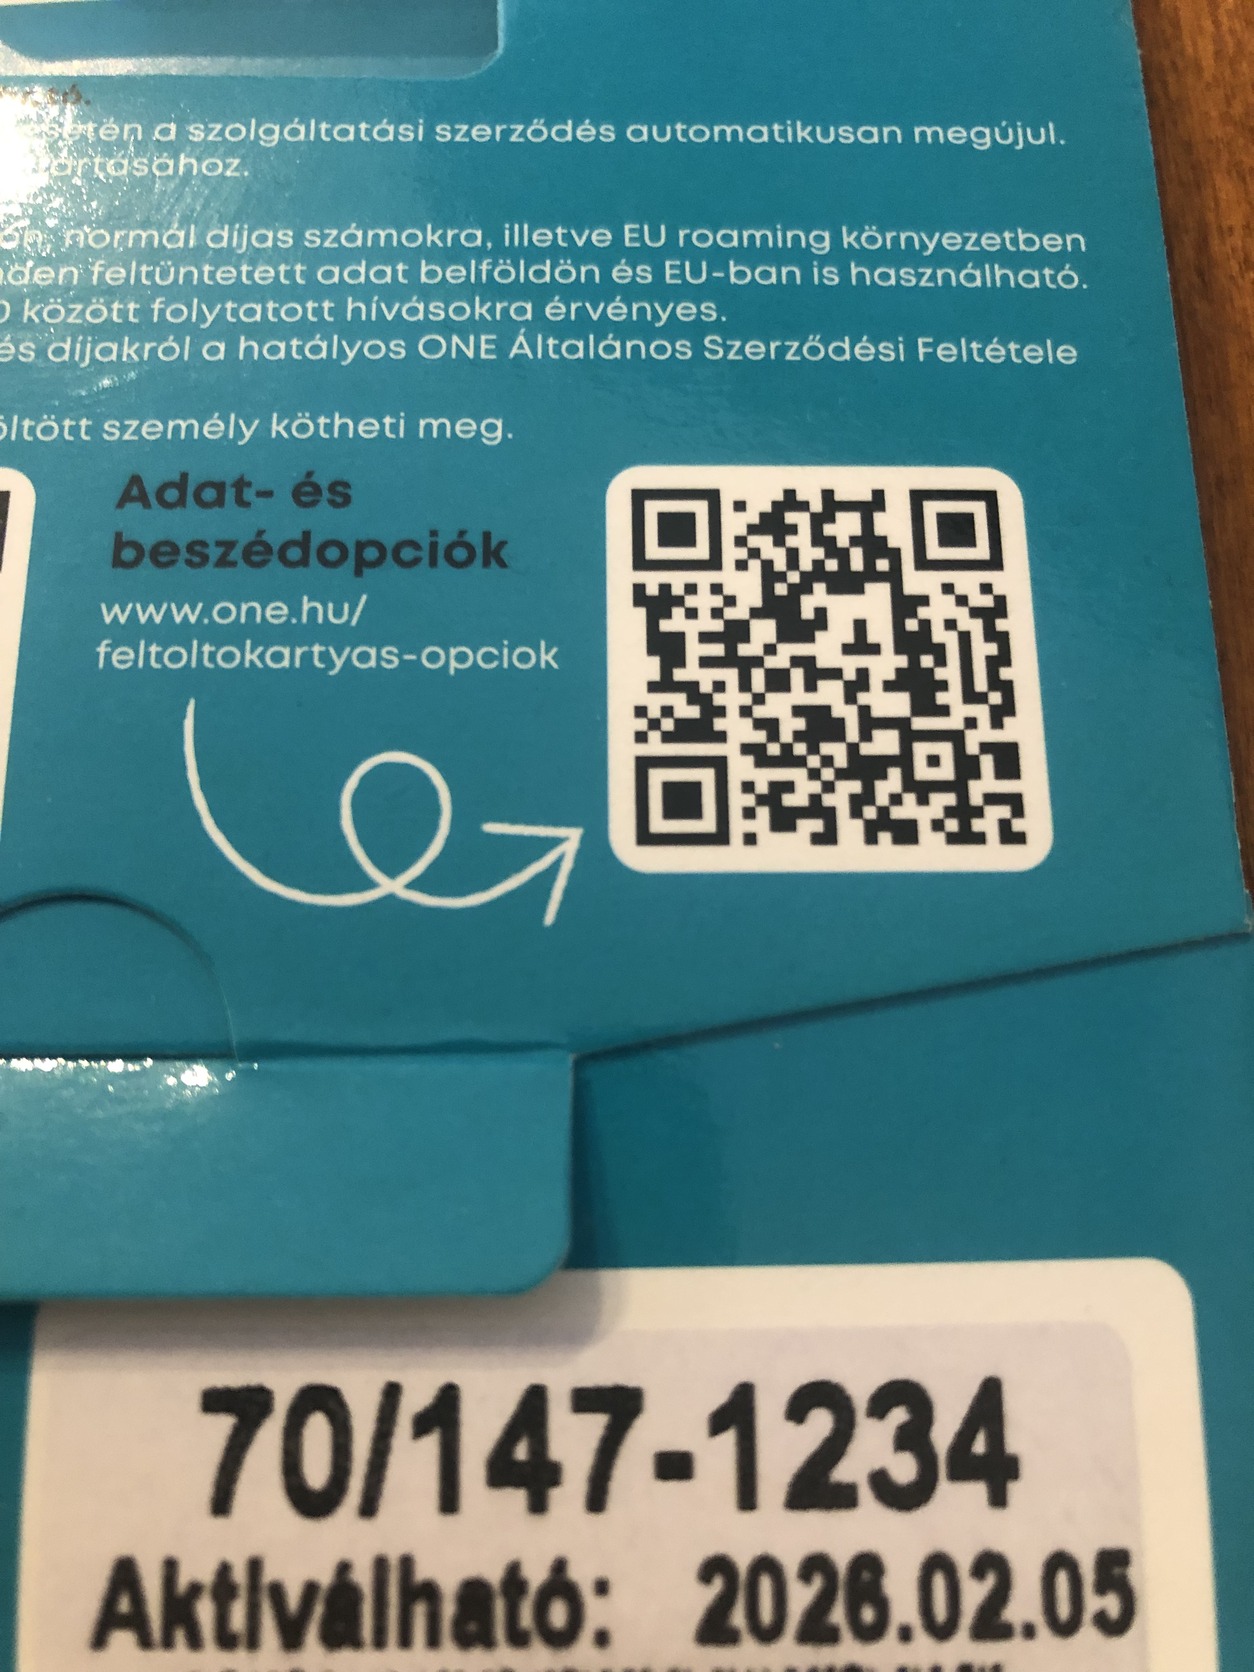 a szolgáltatási szerződés automatikusan megújul.
normál díjas számokra, illetve EU roaming környezetben
feltüntetett adat belföldön és EU-ban is használható.
között folytatott hívásokra érvényes.
és díjakról a hatályos ONE Általános Szerződési Feltétele
személy kötheti meg.
Adat- és
beszédopciók
www.one.hu/
feltoltokartyas-opciok
70/147-1234
Aktiválható: 2026.02.05